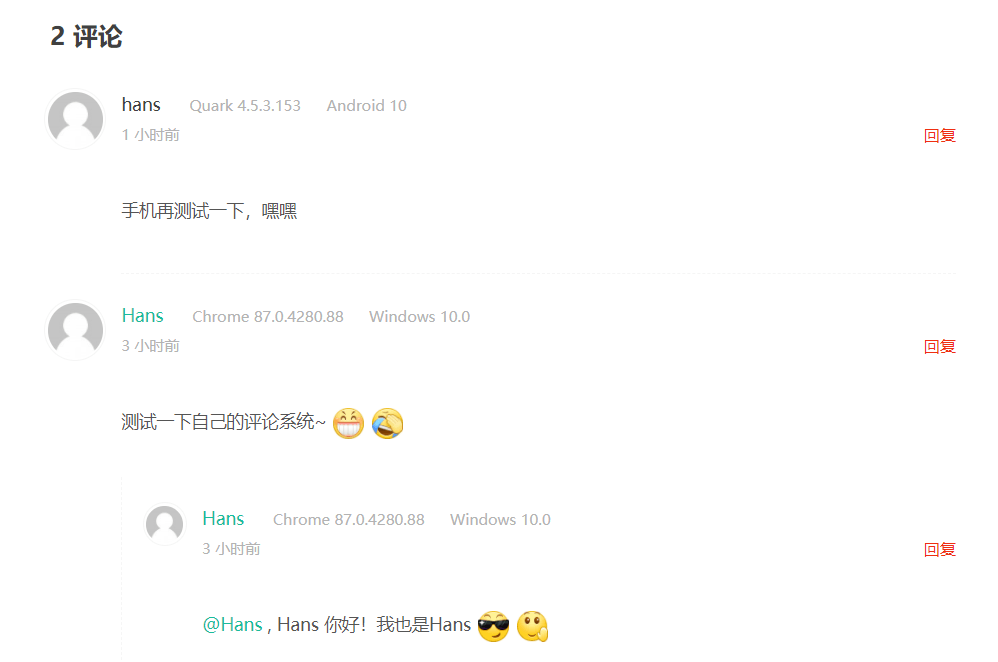 2 评论
hans Quark 4.5.3.153 Android 10
1 小时前 回复
手机再测试一下，嘿嘿
Hans Chrome 87.0.4280.88 Windows 10.0
3 小时前 回复
测试一下自己的评论系统~
Hans Chrome 87.0.4280.88 Windows 10.0
3 小时前 回复
@Hans , Hans 你好！我也是Hans